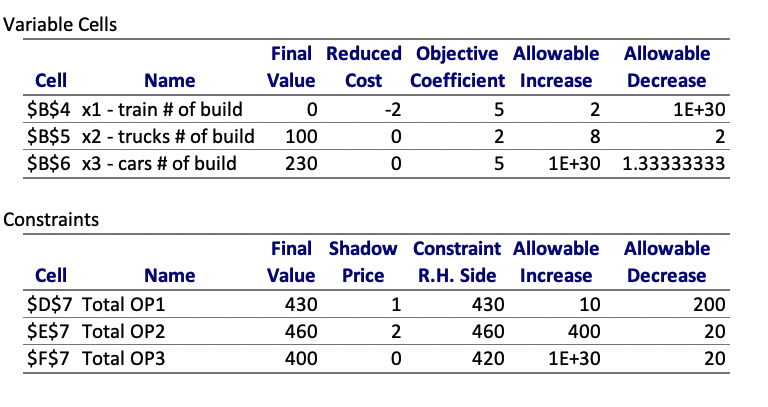 Variable Cells
Final Reduced Objective Allowable Allowable
Cell Name Value Cost Coefficient Increase Decrease
$B$4 x1 - train # of build 0 -2 5 2 1E+30
$B$5 x2 - trucks # of build 100 0 2 8 2
$B$6 x3 - cars # of build 230 0 5 1E+30 1.33333333
Constraints
Final Shadow Constraint Allowable Allowable
Cell Name Value Price R.H. Side Increase Decrease
$D$7 Total OP1 430 1 430 10 200
$E$7 Total OP2 460 2 460 400 20
$F$7 Total OP3 400 0 420 1E+30 20